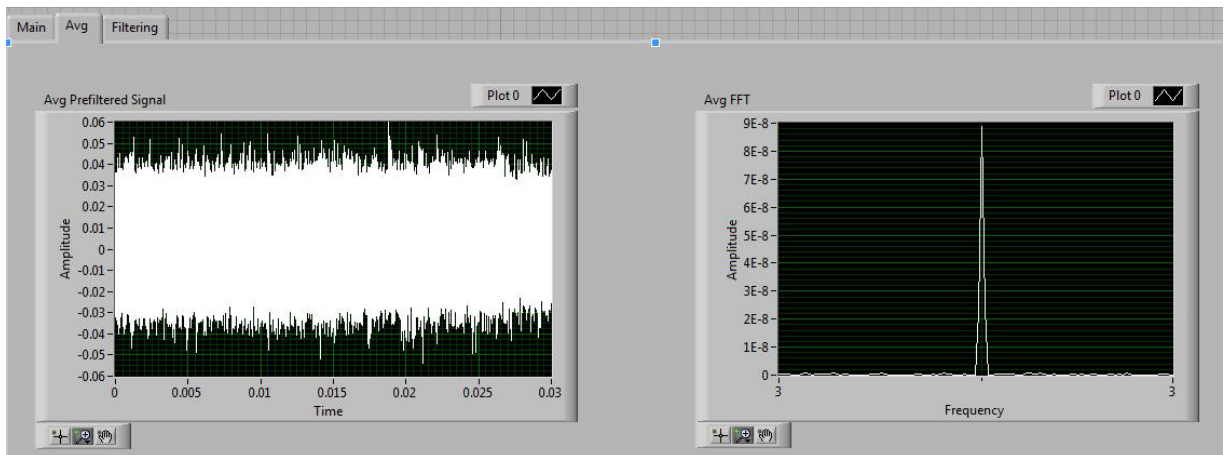 Main Avg Filtering
Avg Prefiltered Signal
Plot 0
0.06
0.05
0.04
0.03
0.02
0.01
0
-0.01
-0.02
-0.03
-0.04
-0.05
-0.06
Amplitude
0 0.005 0.01 0.015 0.02 0.025 0.03
Time
Avg FFT
Plot 0
9E-8
8E-8
7E-8
6E-8
5E-8
4E-8
3E-8
2E-8
1E-8
0
Amplitude
3 3
Frequency